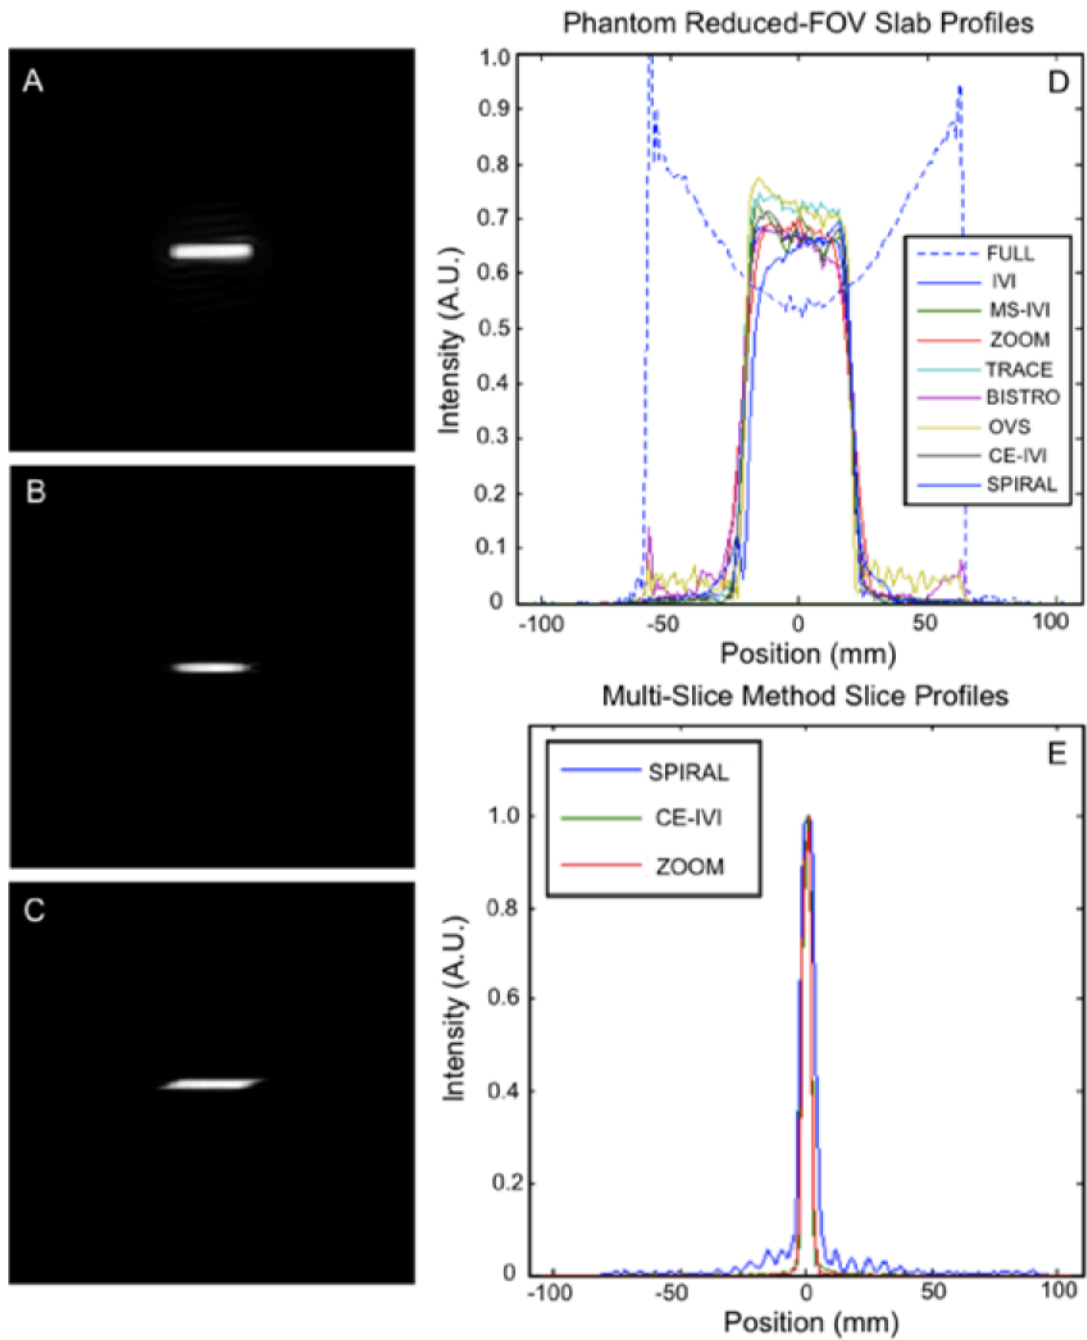 A
B
C
Phantom Reduced-FOV Slab Profiles
D
1.0
0.9
0.8
0.7
0.6
0.5
0.4
0.3
0.2
0.1
0
Intensity (A.U.)
FULL
IVI
MS-IVI
ZOOM
TRACE
BISTRO
OVS
CE-IVI
SPIRAL
-100 -50 0 50 100
Position (mm)
Multi-Slice Method Slice Profiles
E
SPIRAL
CE-IVI
ZOOM
1.0
0.8
0.6
0.4
0.2
0
Intensity (A.U.)
-100 -50 0 50 100
Position (mm)